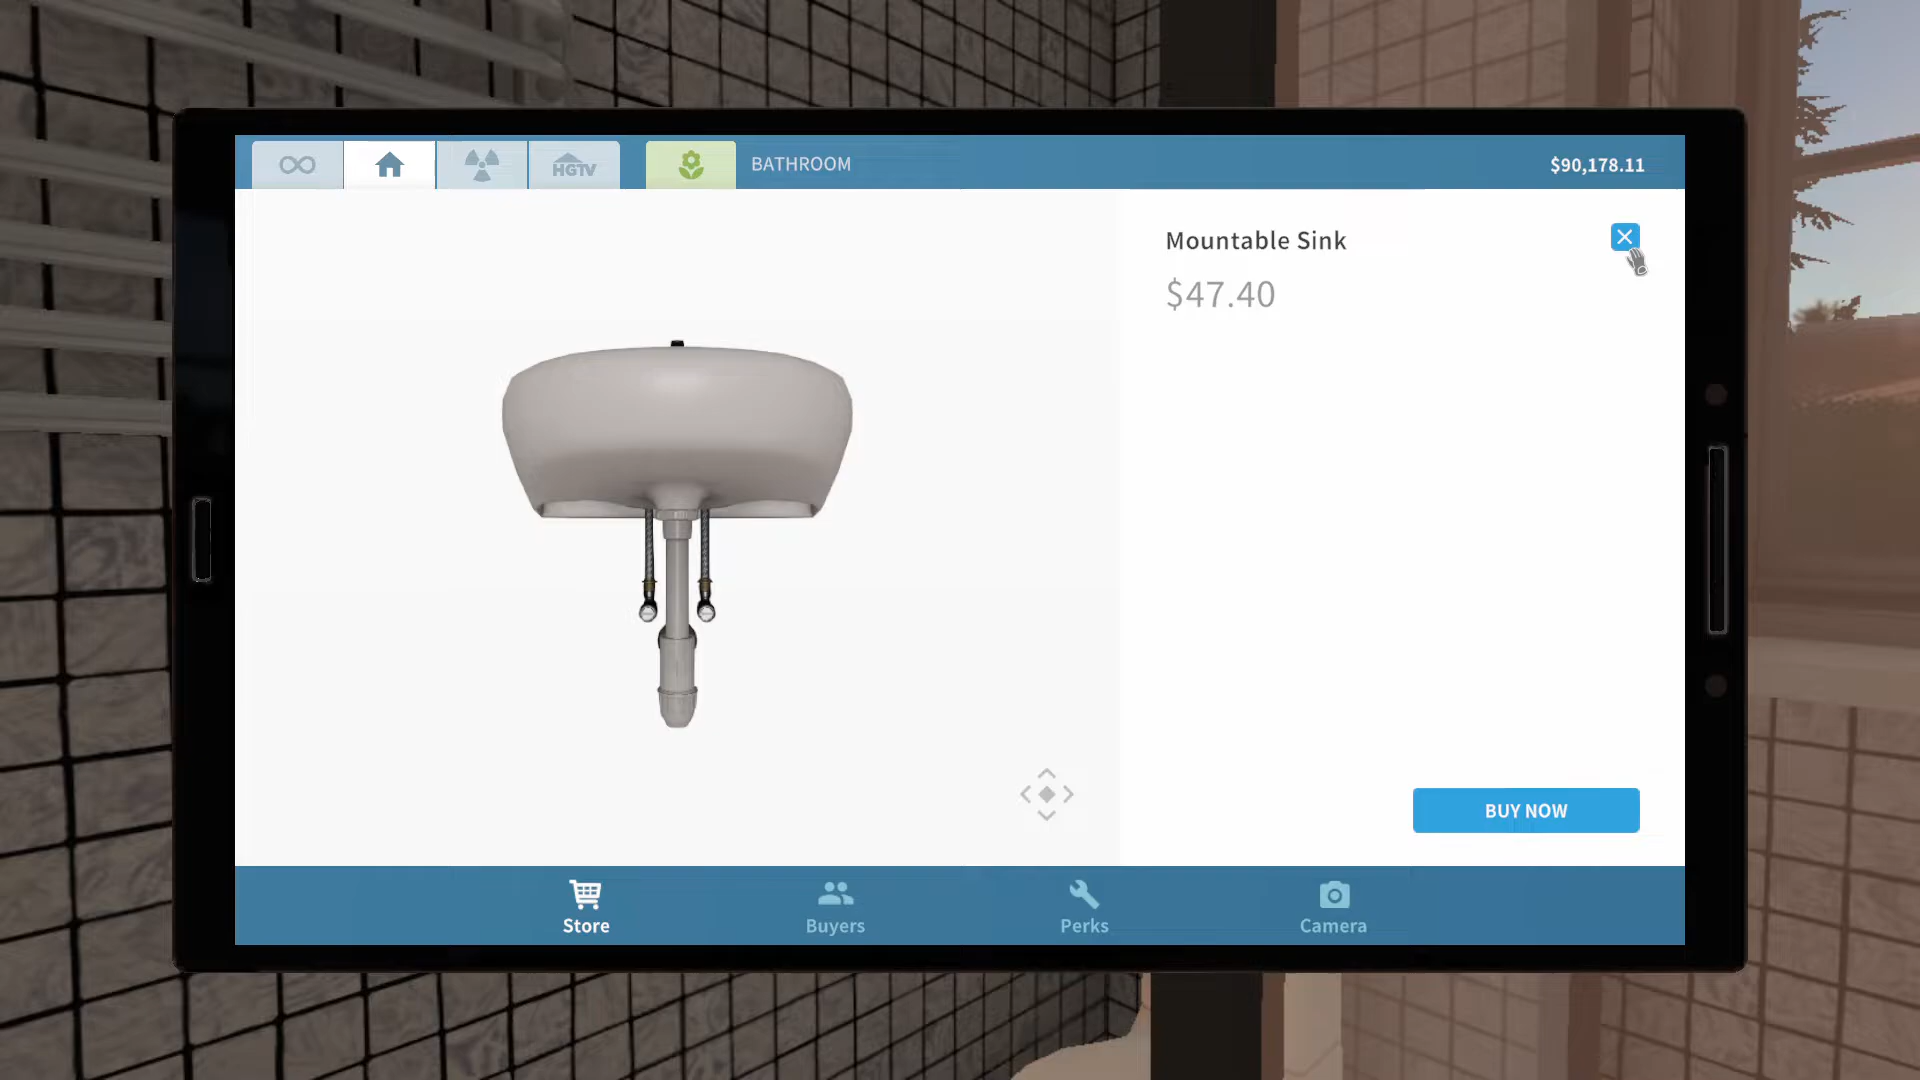 HGTV
BATHROOM
$90,178.11
Mountable Sink
$47.40
BUY NOW
Store
Buyers
Perks
Camera